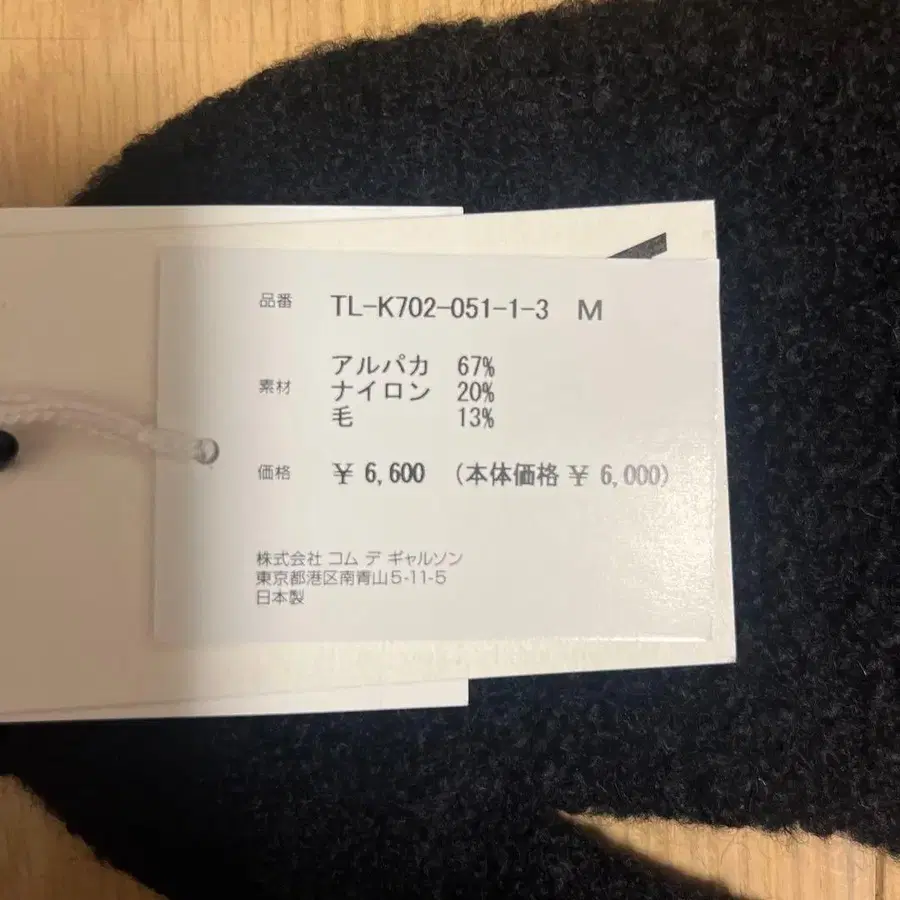 品番 TL-K702-051-1-3 M
アルパカ 67%
素材 ナイロン 20%
毛 13%
価格 ¥ 6,600 (本体価格 ¥ 6,000)
株式会社 コム デ ギャルソン
東京都港区南青山5-11-5
日本製